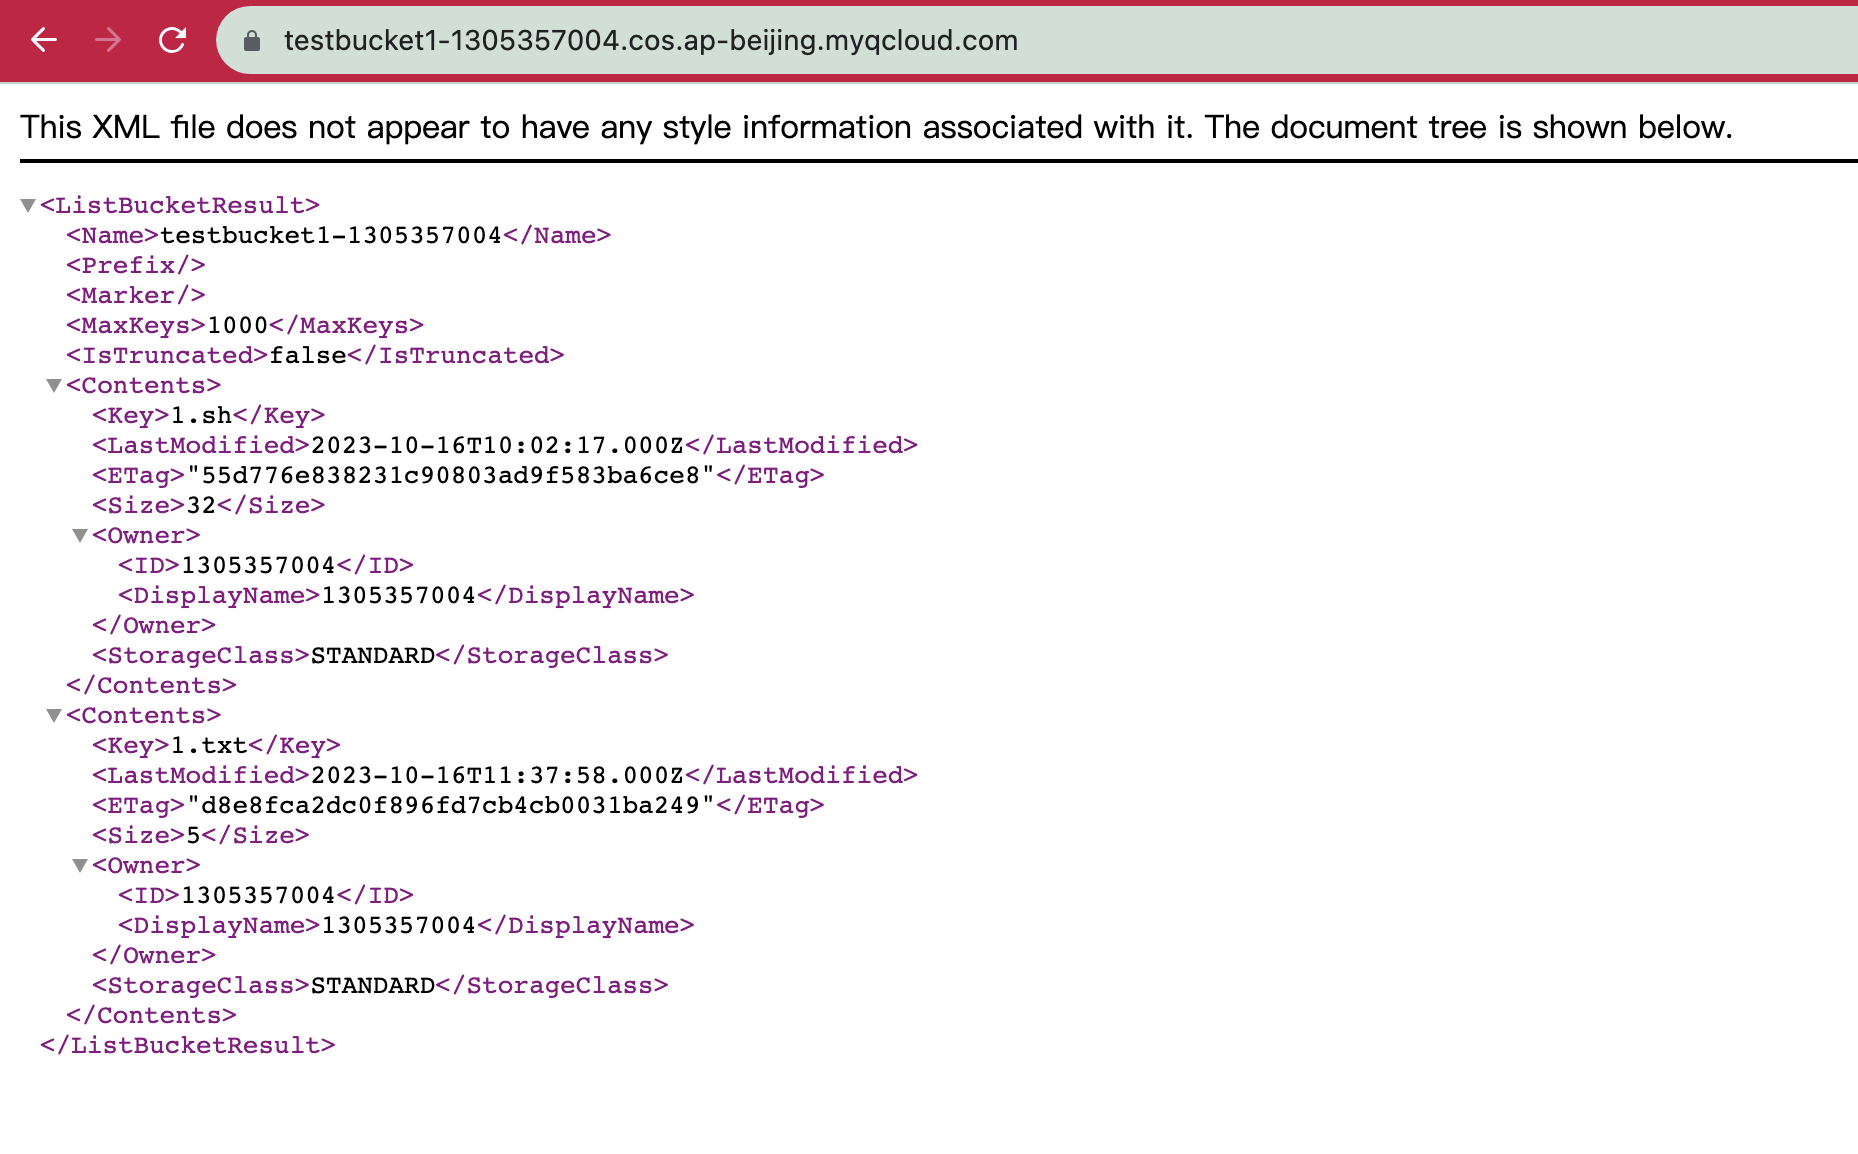 testbucket1-1305357004.cos.ap-beijing.myqcloud.com
This XML file does not appear to have any style information associated with it. The document tree is shown below.
<ListBucketResult>
<Name>testbucket1-1305357004</Name>
<Prefix/>
<Marker/>
<MaxKeys>1000</MaxKeys>
<IsTruncated>false</IsTruncated>
<Contents>
<Key>1.sh</Key>
<LastModified>2023-10-16T10:02:17.000Z</LastModified>
<ETag>"55d776e838231c90803ad9f583ba6ce8"</ETag>
<Size>32</Size>
<Owner>
<ID>1305357004</ID>
<DisplayName>1305357004</DisplayName>
</Owner>
<StorageClass>STANDARD</StorageClass>
</Contents>
<Contents>
<Key>1.txt</Key>
<LastModified>2023-10-16T11:37:58.000Z</LastModified>
<ETag>"d8e8fca2dc0f896fd7cb4cb0031ba249"</ETag>
<Size>5</Size>
<Owner>
<ID>1305357004</ID>
<DisplayName>1305357004</DisplayName>
</Owner>
<StorageClass>STANDARD</StorageClass>
</Contents>
</ListBucketResult>